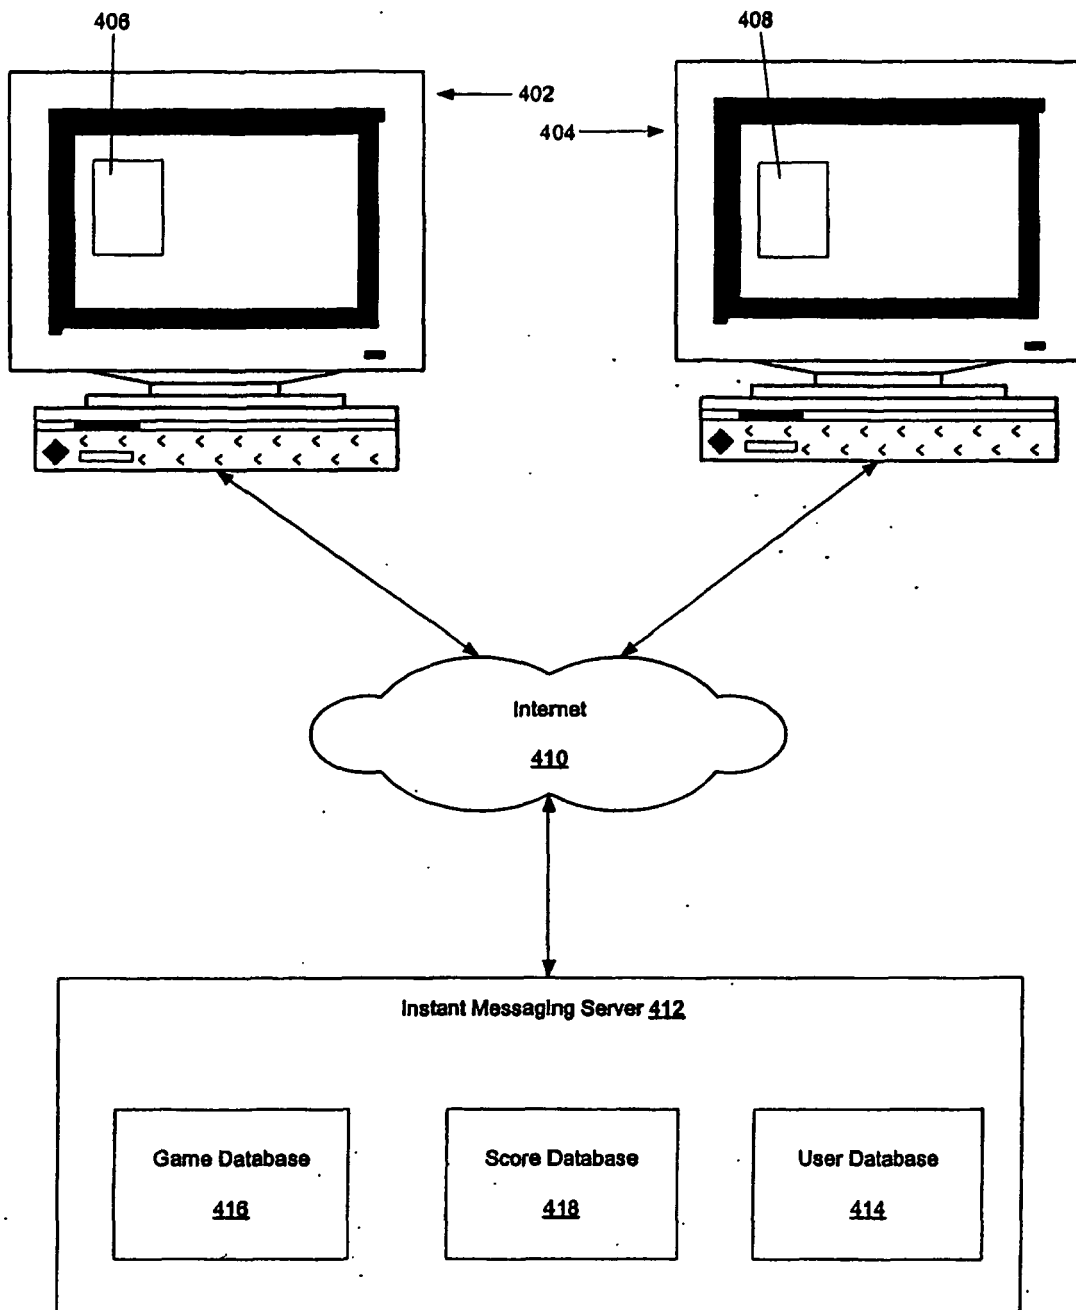 406
408
402
404
Internet
410
Instant Messaging Server 412
Game Database
416
Score Database
418
User Database
414